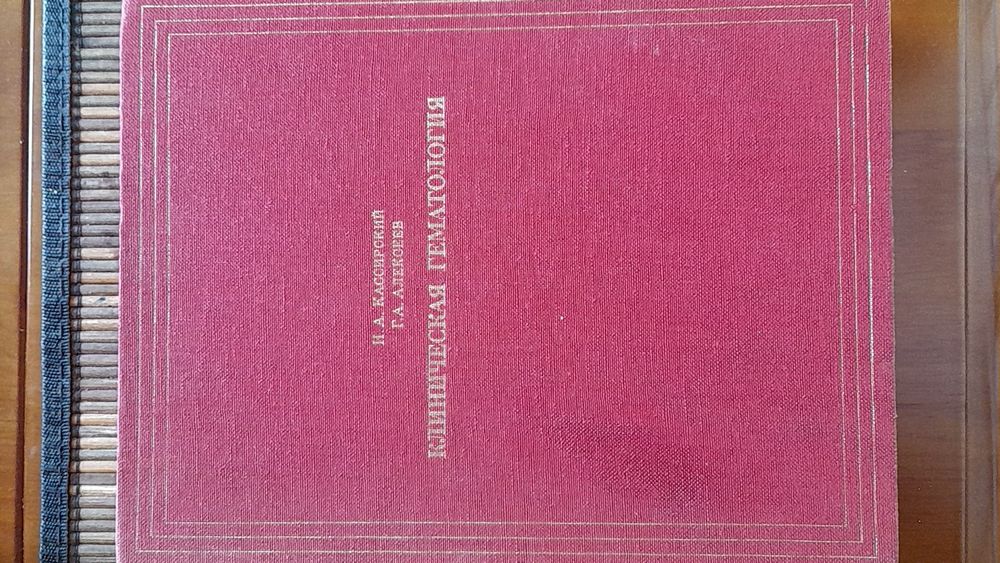 И. А. КАССИРСКИЙ
Г. А. АЛЕКСЕЕВ
КЛИНИЧЕСКАЯ ГЕМАТОЛОГИЯ